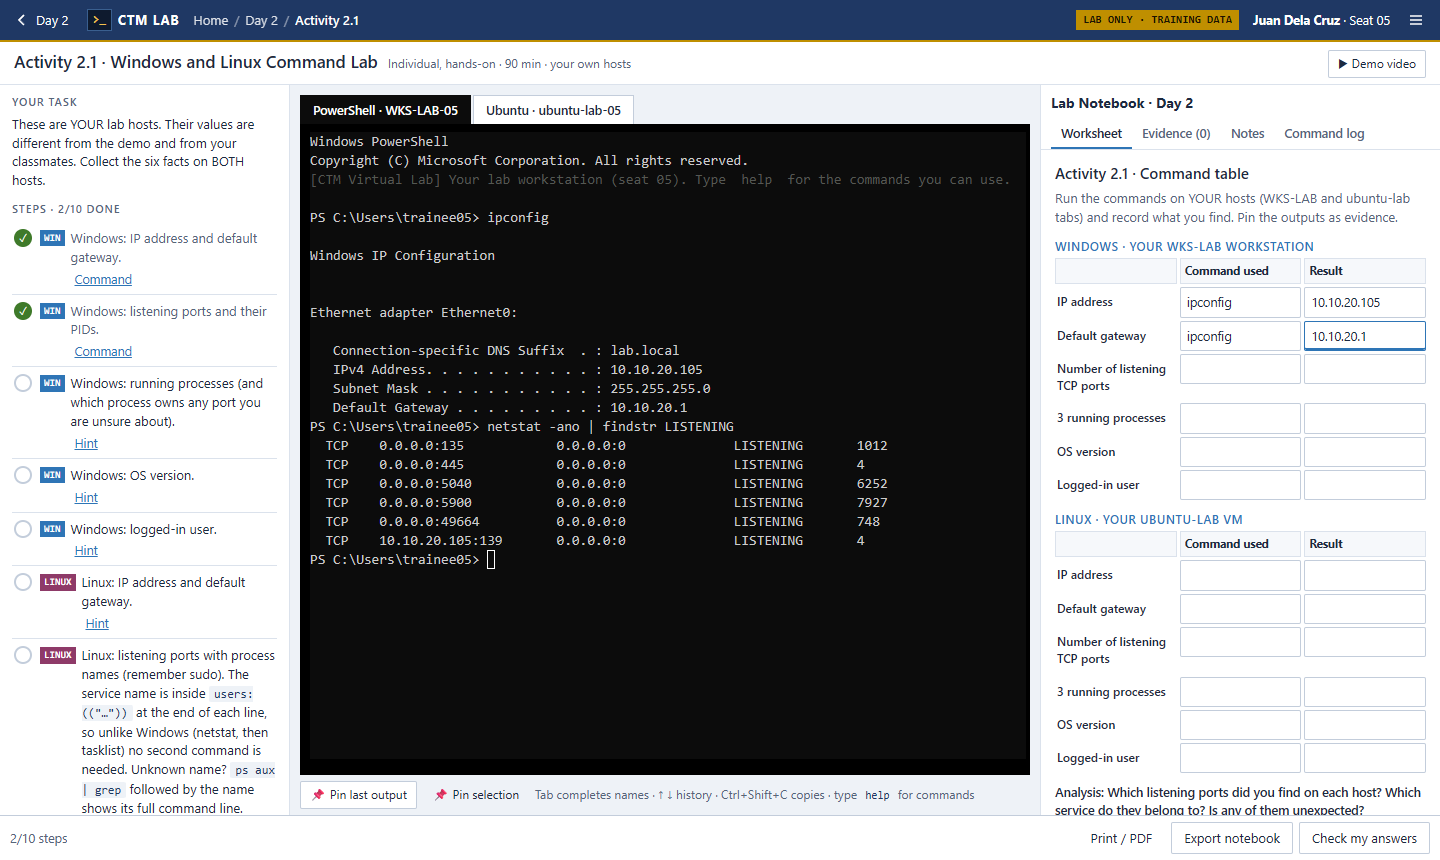 Day 2
>_ CTM LAB
Home / Day 2 / Activity 2.1
LAB ONLY · TRAINING DATA
Juan Dela Cruz · Seat 05
Activity 2.1 · Windows and Linux Command Lab
Individual, hands-on · 90 min · your own hosts
▶ Demo video
YOUR TASK
These are YOUR lab hosts. Their values are
different from the demo and from your
classmates. Collect the six facts on BOTH
hosts.
STEPS · 2/10 DONE
WIN Windows: IP address and default
gateway.
Command
WIN Windows: listening ports and their
PIDs.
Command
WIN Windows: running processes (and
which process owns any port you
are unsure about).
Hint
WIN Windows: OS version.
Hint
WIN Windows: logged-in user.
Hint
LINUX Linux: IP address and default
gateway.
Hint
LINUX Linux: listening ports with process
names (remember sudo). The
service name is inside users:
(("…")) at the end of each line,
so unlike Windows (netstat, then
tasklist) no second command is
needed. Unknown name? ps aux
| grep followed by the name
shows its full command line.
PowerShell · WKS-LAB-05
Ubuntu · ubuntu-lab-05
Windows PowerShell
Copyright (C) Microsoft Corporation. All rights reserved.
[CTM Virtual Lab] Your lab workstation (seat 05). Type  help  for the commands you can use.
PS C:\Users\trainee05> ipconfig
Windows IP Configuration
Ethernet adapter Ethernet0:
Connection-specific DNS Suffix  . : lab.local
IPv4 Address. . . . . . . . . . . : 10.10.20.105
Subnet Mask . . . . . . . . . . . : 255.255.255.0
Default Gateway . . . . . . . . . : 10.10.20.1
PS C:\Users\trainee05> netstat -ano | findstr LISTENING
TCP    0.0.0.0:135            0.0.0.0:0              LISTENING       1012
TCP    0.0.0.0:445            0.0.0.0:0              LISTENING       4
TCP    0.0.0.0:5040           0.0.0.0:0              LISTENING       6252
TCP    0.0.0.0:5900           0.0.0.0:0              LISTENING       7927
TCP    0.0.0.0:49664          0.0.0.0:0              LISTENING       748
TCP    10.10.20.105:139       0.0.0.0:0              LISTENING       4
PS C:\Users\trainee05>
Pin last output
Pin selection
Tab completes names · ↑ ↓ history · Ctrl+Shift+C copies · type help for commands
Lab Notebook · Day 2
Worksheet
Evidence (0)
Notes
Command log
Activity 2.1 · Command table
Run the commands on YOUR hosts (WKS-LAB and ubuntu-lab
tabs) and record what you find. Pin the outputs as evidence.
WINDOWS · YOUR WKS-LAB WORKSTATION
Command used
Result
IP address
ipconfig
10.10.20.105
Default gateway
ipconfig
10.10.20.1
Number of listening
TCP ports
3 running processes
OS version
Logged-in user
LINUX · YOUR UBUNTU-LAB VM
Command used
Result
IP address
Default gateway
Number of listening
TCP ports
3 running processes
OS version
Logged-in user
Analysis: Which listening ports did you find on each host? Which
service do they belong to? Is any of them unexpected?
2/10 steps
Print / PDF
Export notebook
Check my answers